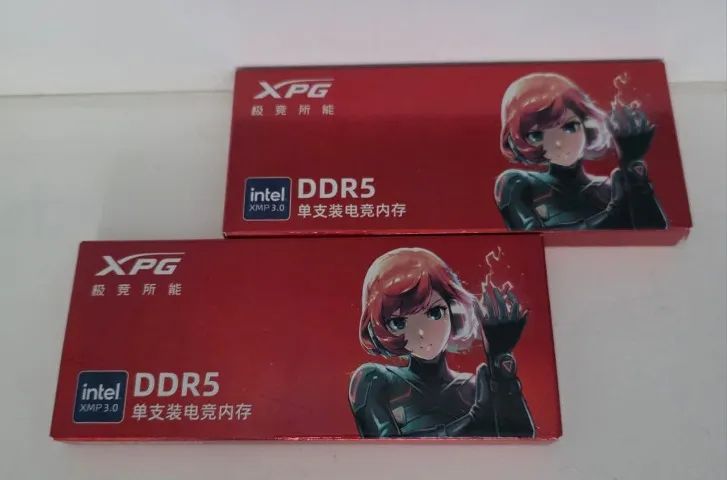 XPG
极竞所能
intel
XMP 3.0
DDR5
单支装电竞内存
XPG
极竞所能
intel
XMP 3.0
DDR5
单支装电竞内存